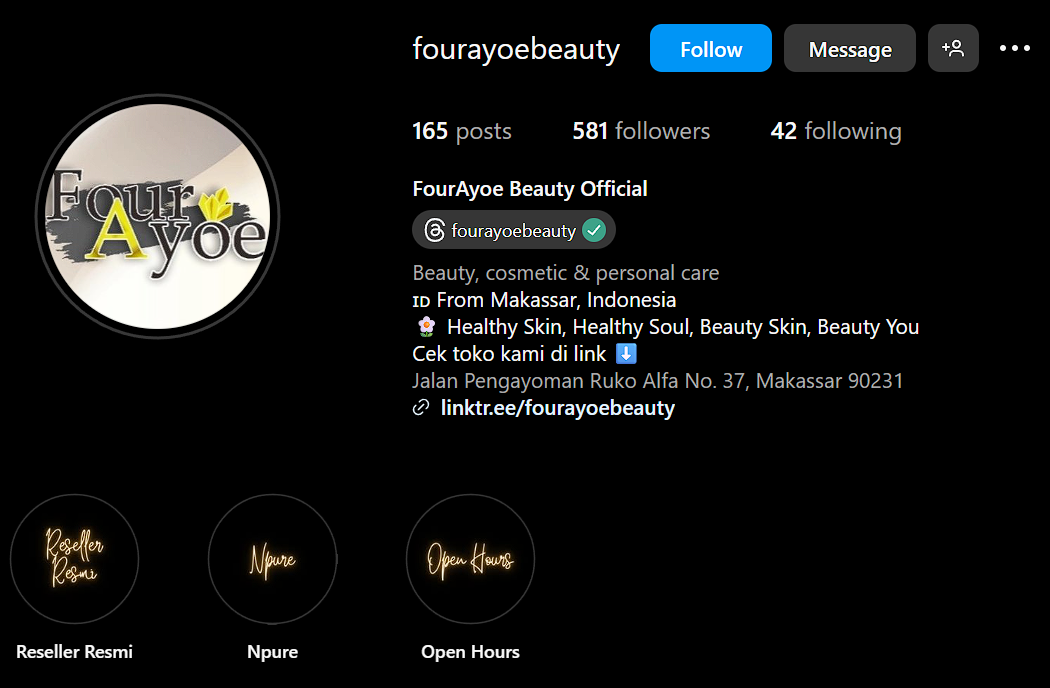 fourayoebeauty Follow Message
165 posts 581 followers 42 following
Four
Ayoe
FourAyoe Beauty Official
fourayoebeauty
Beauty, cosmetic & personal care
ɪᴅ From Makassar, Indonesia
🌸 Healthy Skin, Healthy Soul, Beauty Skin, Beauty You
Cek toko kami di link ⬇️
Jalan Pengayoman Ruko Alfa No. 37, Makassar 90231
linktr.ee/fourayoebeauty
Reseller
Resmi
Npure
Open Hours
Reseller Resmi
Npure
Open Hours